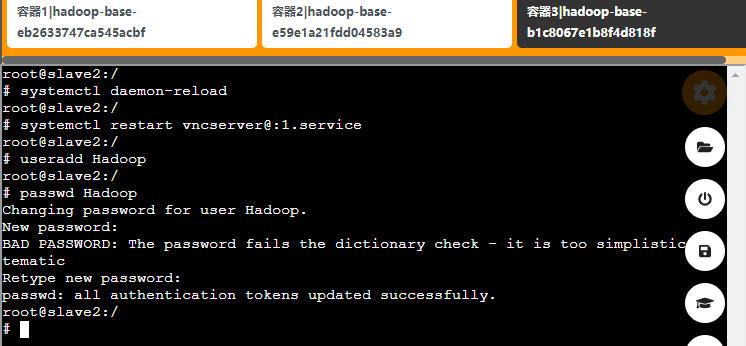 容器1|hadoop-base-
eb2633747ca545acbf
容器2|hadoop-base-
e59e1a21fdd04583a9
容器3|hadoop-base-
b1c8067e1b8f4d818f
root@slave2:/
# systemctl daemon-reload
root@slave2:/
# systemctl restart vncserver@:1.service
root@slave2:/
# useradd Hadoop
root@slave2:/
# passwd Hadoop
Changing password for user Hadoop.
New password:
BAD PASSWORD: The password fails the dictionary check - it is too simplistic
tematic
Retype new password:
passwd: all authentication tokens updated successfully.
root@slave2:/
#